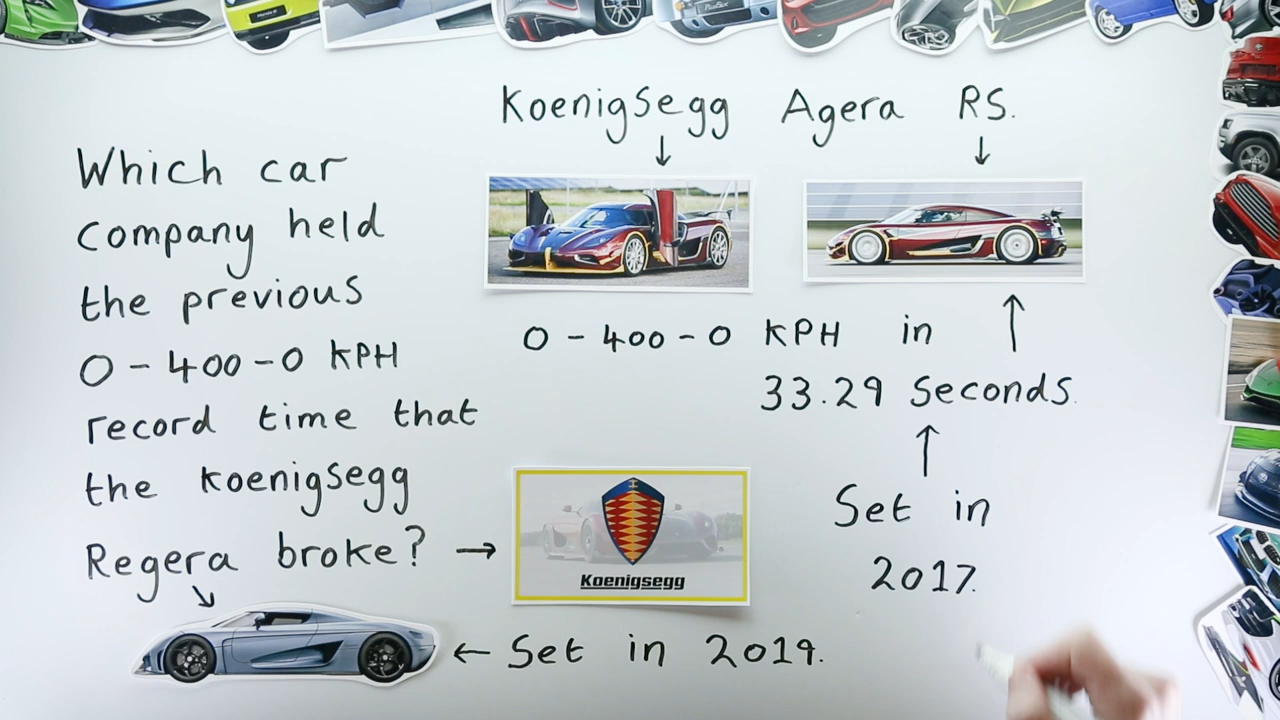 Koenigsegg Agera RS.
Which car
company held
the previous
0-400-0 KPH
record time that
the Koenigsegg
Regera broke?
0-400-0 KPH in
33.29 Seconds.
Set in
2017.
Koenigsegg
Set in 2019.